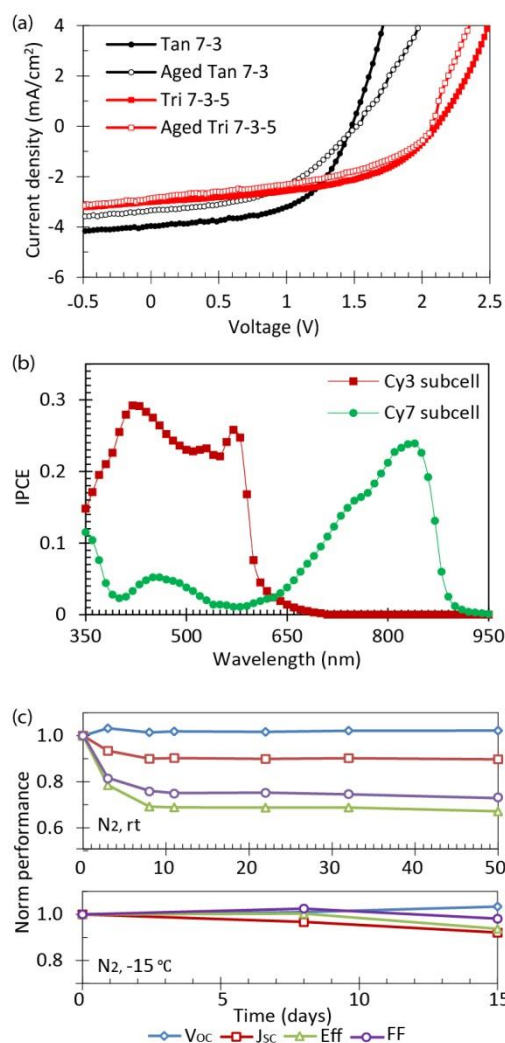 (a)
4
2
0
-2
-4
-6
Current density (mA/cm²)
Tan 7-3
Aged Tan 7-3
Tri 7-3-5
Aged Tri 7-3-5
-0.5 0 0.5 1 1.5 2 2.5
Voltage (V)
(b)
0.3
0.2
0.1
0
IPCE
Cy3 subcell
Cy7 subcell
350 500 650 800 950
Wavelength (nm)
(c)
Norm performance
1.0
0.8
0.6
N₂, rt
0 10 20 30 40 50
1.0
0.8
N₂, -15 °C
0 5 10 15
Time (days)
Voc Jsc Eff FF